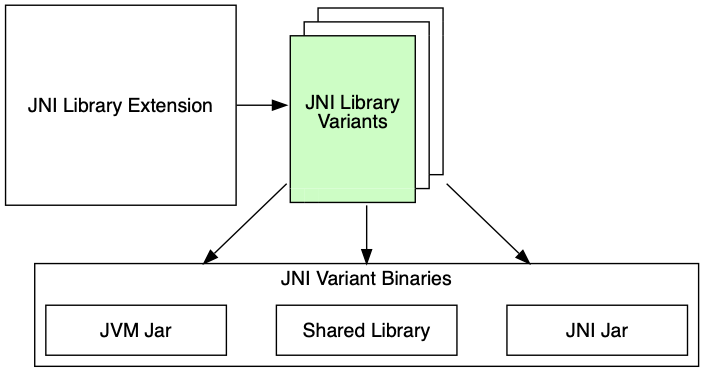 JNI Library Extension
JNI Library
Variants
JNI Variant Binaries
JVM Jar
Shared Library
JNI Jar